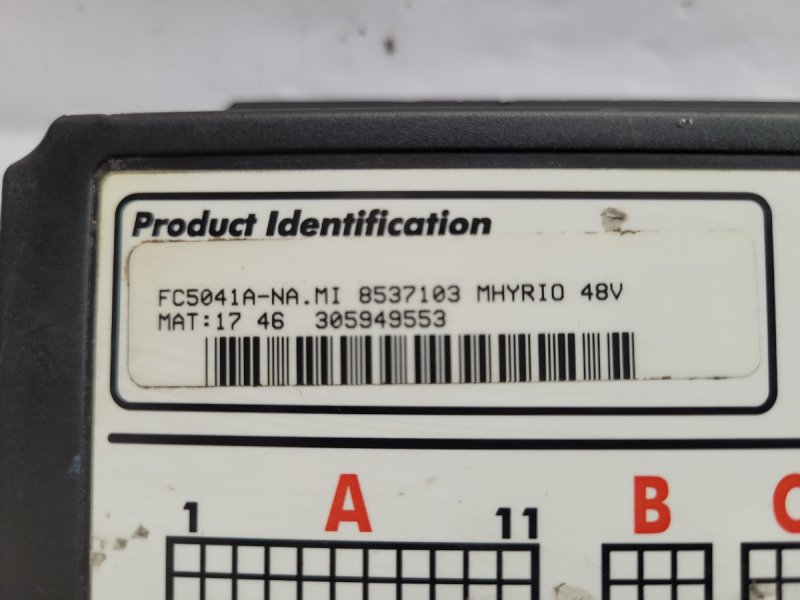 Product Identification
FC5041A-NA.MI 8537103 MHYRIO 48V
MAT:17 46 305949553
A B C
1 11